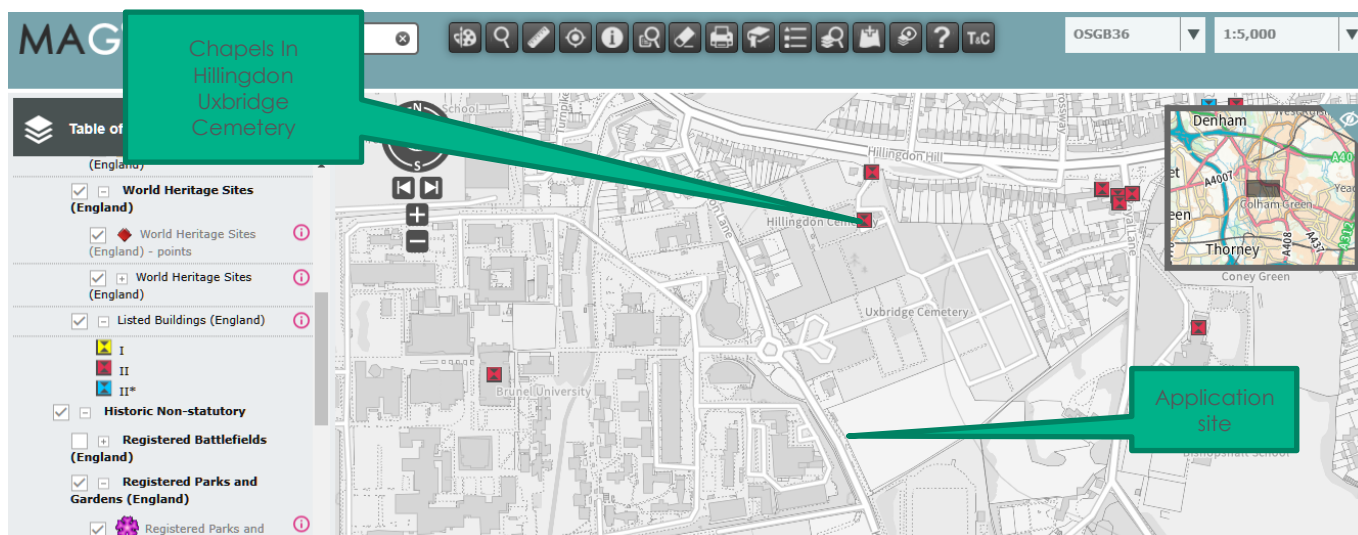 MAG
OSGB36
1:5,000
T&C
Chapels In
Hillingdon
Uxbridge
Cemetery
Table of
(England)
World Heritage Sites
(England)
World Heritage Sites
(England) - points
World Heritage Sites
(England)
Listed Buildings (England)
I
II
II*
Historic Non-statutory
Registered Battlefields
(England)
Registered Parks and
Gardens (England)
Registered Parks and
N
S
School
Hillingdon Hill
Hillingdon Cemetery
Royal Lane
Uxbridge Cemetery
Brunel University
Coney Green
Application
site
Bishopshalt School
Denham
A40
A4007
Colham Green
Thorney
A408
A437
A312